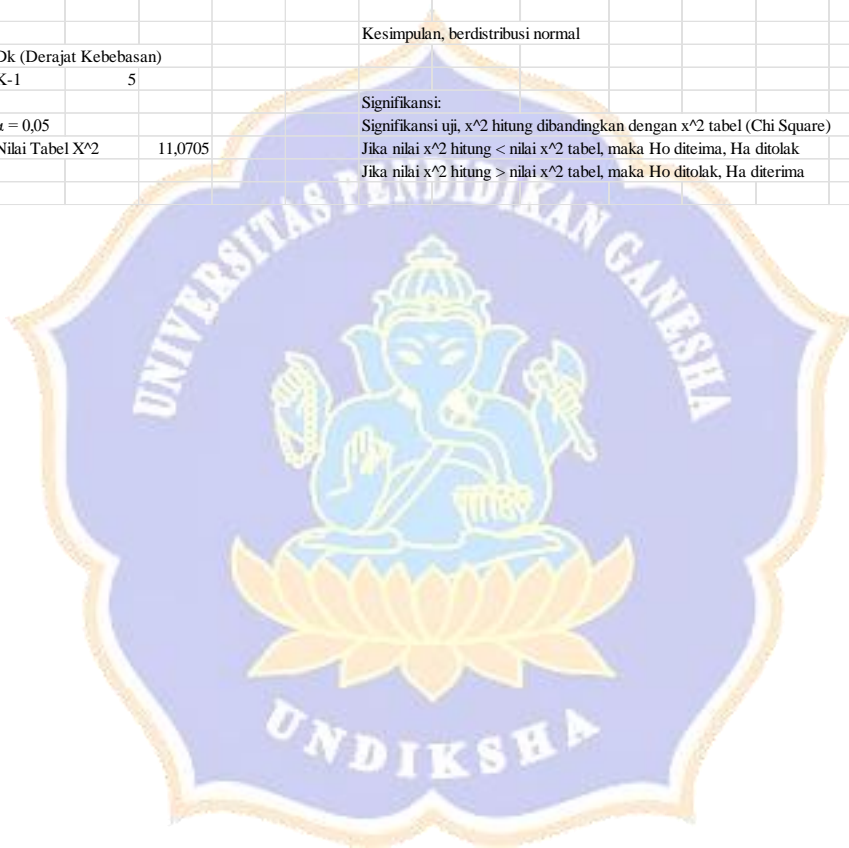 Kesimpulan, berdistribusi normal
Dk (Derajat Kebebasan)
K-1 5
Signifikansi:
α = 0,05 Signifikansi uji, x^2 hitung dibandingkan dengan x^2 tabel (Chi Square)
Nilai Tabel X^2 11,0705 Jika nilai x^2 hitung < nilai x^2 tabel, maka Ho diteima, Ha ditolak
Jika nilai x^2 hitung > nilai x^2 tabel, maka Ho ditolak, Ha diterima
UNIVERSITAS PENDIDIKAN GANESHA
UNDIKSHA